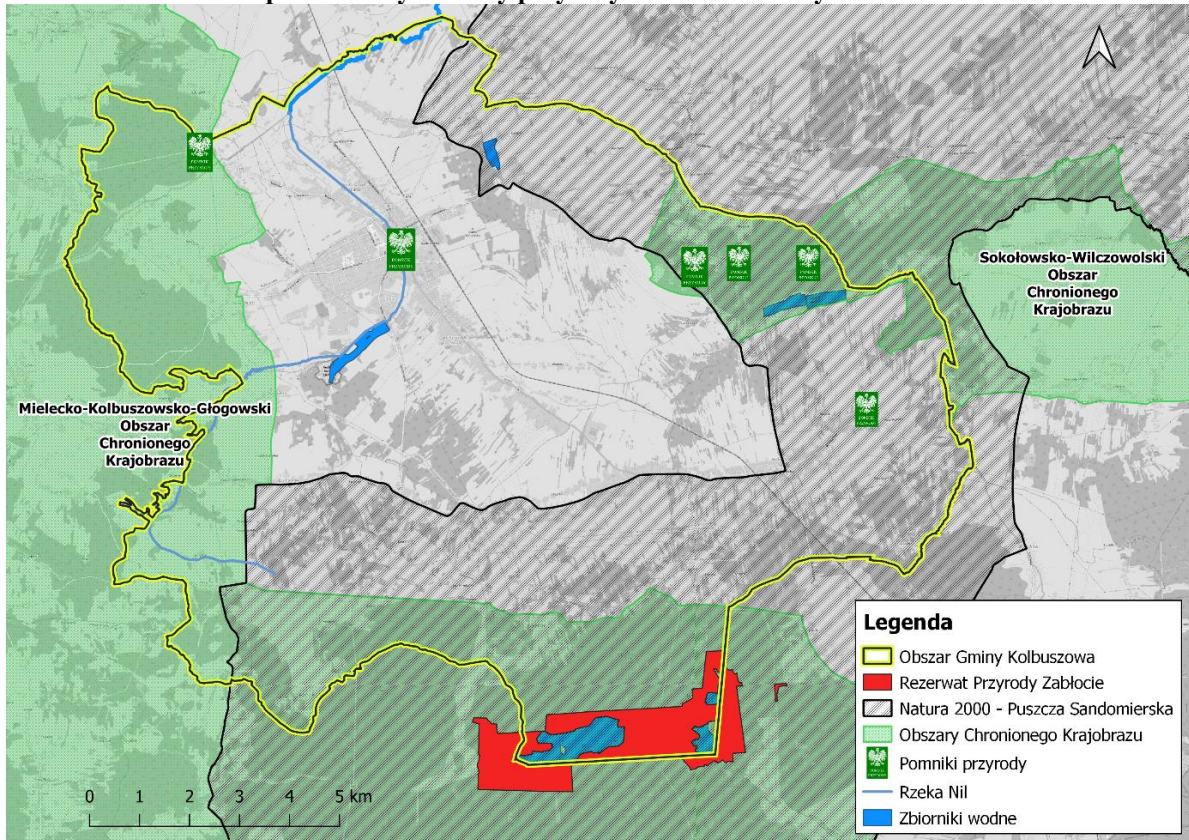 Sokołowsko-Wilczowolski
Obszar
Chronionego
Krajobrazu
Mielecko-Kolbuszowsko-Głogowski
Obszar
Chronionego
Krajobrazu
Legenda
Obszar Gminy Kolbuszowa
Rezerwat Przyrody Zabłocie
Natura 2000 - Puszcza Sandomierska
Obszary Chronionego Krajobrazu
Pomniki przyrody
Rzeka Nil
Zbiorniki wodne
0 1 2 3 4 5 km